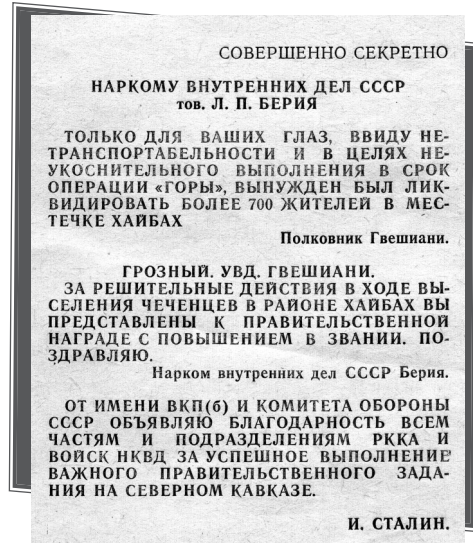 СОВЕРШЕННО СЕКРЕТНО
НАРКОМУ ВНУТРЕННИХ ДЕЛ СССР
тов. Л. П. БЕРИЯ
ТОЛЬКО ДЛЯ ВАШИХ ГЛАЗ, ВВИДУ НЕ-
ТРАНСПОРТАБЕЛЬНОСТИ И В ЦЕЛЯХ НЕ-
УКОСНИТЕЛЬНОГО ВЫПОЛНЕНИЯ В СРОК
ОПЕРАЦИИ «ГОРЫ», ВЫНУЖДЕН БЫЛ ЛИК-
ВИДИРОВАТЬ БОЛЕЕ 700 ЖИТЕЛЕЙ В МЕС-
ТЕЧКЕ ХАЙБАХ
Полковник Гвешиани.
ГРОЗНЫЙ. УВД. ГВЕШИАНИ.
ЗА РЕШИТЕЛЬНЫЕ ДЕЙСТВИЯ В ХОДЕ ВЫ-
СЕЛЕНИЯ ЧЕЧЕНЦЕВ В РАЙОНЕ ХАЙБАХ ВЫ
ПРЕДСТАВЛЕНЫ К ПРАВИТЕЛЬСТВЕННОЙ
НАГРАДЕ С ПОВЫШЕНИЕМ В ЗВАНИИ. ПО-
ЗДРАВЛЯЮ.
Нарком внутренних дел СССР Берия.
ОТ ИМЕНИ ВКП(б) И КОМИТЕТА ОБОРОНЫ
СССР ОБЪЯВЛЯЮ БЛАГОДАРНОСТЬ ВСЕМ
ЧАСТЯМ И ПОДРАЗДЕЛЕНИЯМ РККА И
ВОЙСК НКВД ЗА УСПЕШНОЕ ВЫПОЛНЕНИЕ
ВАЖНОГО ПРАВИТЕЛЬСТВЕННОГО ЗАДА-
НИЯ НА СЕВЕРНОМ КАВКАЗЕ.
И. СТАЛИН.